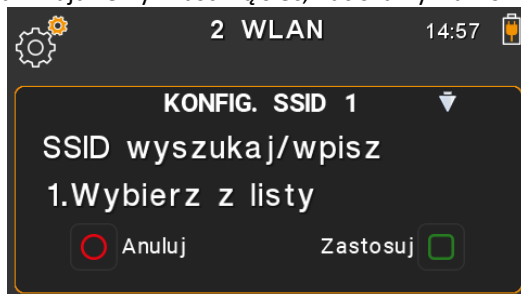 2 WLAN 14:57
KONFIG. SSID 1
SSID wyszukaj/wpisz
1.Wybierz z listy
Anuluj Zastosuj